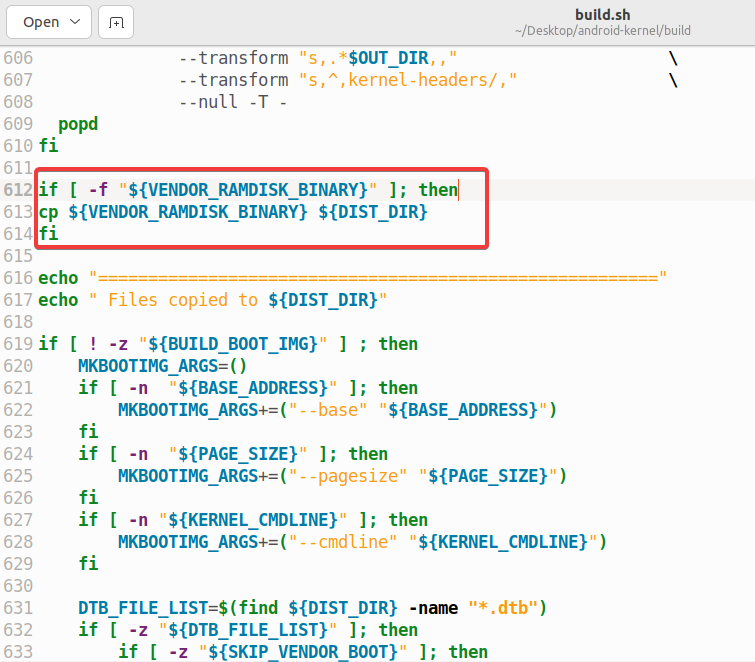 Open
build.sh
~/Desktop/android-kernel/build
606 --transform "s,.*$OUT_DIR,," \
607 --transform "s,^,kernel-headers/," \
608 --null -T -
609 popd
610 fi
611
612 if [ -f "${VENDOR_RAMDISK_BINARY}" ]; then
613 cp ${VENDOR_RAMDISK_BINARY} ${DIST_DIR}
614 fi
615
616 echo "========================================================"
617 echo " Files copied to ${DIST_DIR}"
618
619 if [ ! -z "${BUILD_BOOT_IMG}" ] ; then
620 MKBOOTIMG_ARGS=()
621 if [ -n  "${BASE_ADDRESS}" ]; then
622 MKBOOTIMG_ARGS+=("--base" "${BASE_ADDRESS}")
623 fi
624 if [ -n  "${PAGE_SIZE}" ]; then
625 MKBOOTIMG_ARGS+=("--pagesize" "${PAGE_SIZE}")
626 fi
627 if [ -n "${KERNEL_CMDLINE}" ]; then
628 MKBOOTIMG_ARGS+=("--cmdline" "${KERNEL_CMDLINE}")
629 fi
630
631 DTB_FILE_LIST=$(find ${DIST_DIR} -name "*.dtb")
632 if [ -z "${DTB_FILE_LIST}" ]; then
633 if [ -z "${SKIP_VENDOR_BOOT}" ]; then